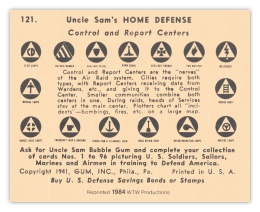 121. Uncle Sam's HOME DEFENSE
Control and Report Centers
Control and Report Centers are the "nerves"
of the Air Raid system. Cities require both
types, with Report Centers receiving data from
Wardens, etc., and giving it to the Control
Center. Smaller communities combine both
centers in one. During raids, heads of Services
stay at the main center. Plotters chart all "inci-
dents"—bombings, fires, etc., on a large map.
Ask for Uncle Sam Bubble Gum and complete your collection
of cards Nos. 1 to 96 picturing U. S. Soldiers, Sailors,
Marines and Airmen in training to Defend America.
Copyright 1941, GUM, INC., Phila., Pa. Printed in U. S. A.
Buy U. S. Defense Savings Bonds or Stamps
Reprinted 1984 WTW Productions